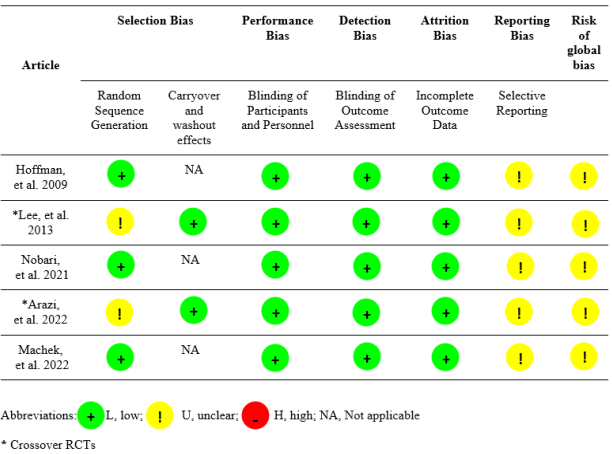 Article Selection Bias Performance Bias Detection Bias Attrition Bias Reporting Bias Risk of global bias
Random Sequence Generation Carryover and washout effects Blinding of Participants and Personnel Blinding of Outcome Assessment Incomplete Outcome Data Selective Reporting
Hoffman, et al. 2009 + NA + + + ! !
*Lee, et al. 2013 ! + + + + ! !
Nobari, et al. 2021 + NA + + + ! !
*Arazi, et al. 2022 ! + + + + ! !
Machek, et al. 2022 + NA + + + ! !
Abbreviations: + L, low; ! U, unclear; - H, high; NA, Not applicable
* Crossover RCTs